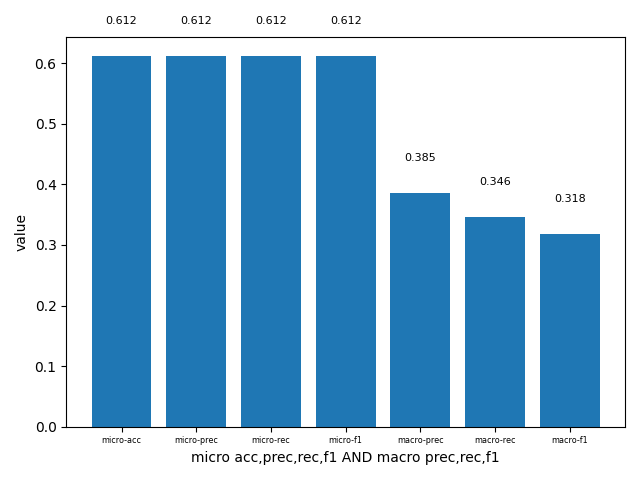 0.612 0.612 0.612 0.612
0.385
0.346
0.318
0.6
0.5
0.4
0.3
0.2
0.1
0.0
value
micro-acc micro-prec micro-rec micro-f1 macro-prec macro-rec macro-f1
micro acc,prec,rec,f1 AND macro prec,rec,f1